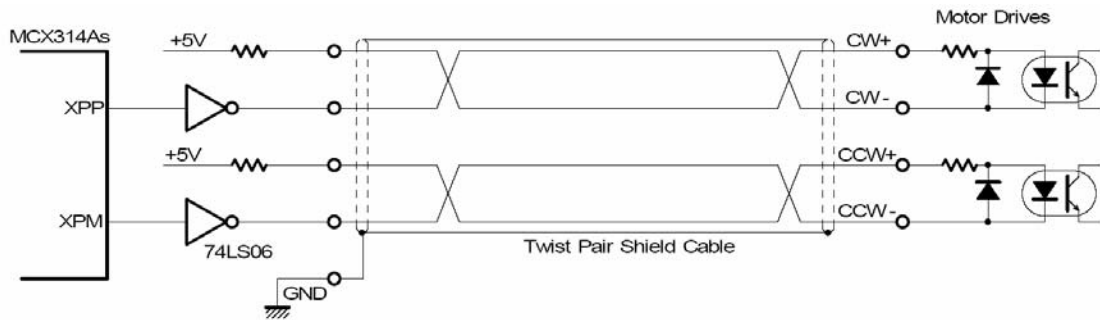 Motor Drives
MCX314As
+5V
CW+
XPP
CW-
+5V
CCW+
XPM
CCW-
74LS06
Twist Pair Shield Cable
GND